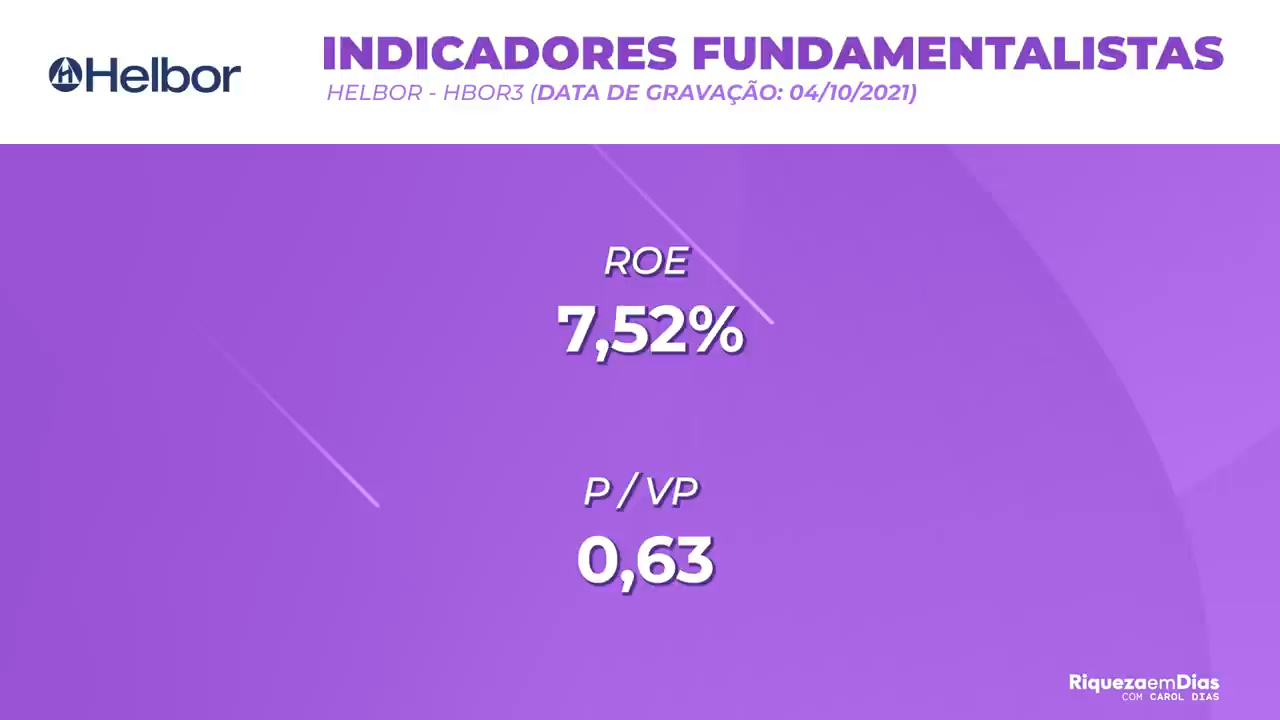 Helbor
INDICADORES FUNDAMENTALISTAS
HELBOR - HBOR3 (DATA DE GRAVAÇÃO: 04/10/2021)
ROE
7,52%
P / VP
0,63
RiquezaemDias
COM CAROL DIAS